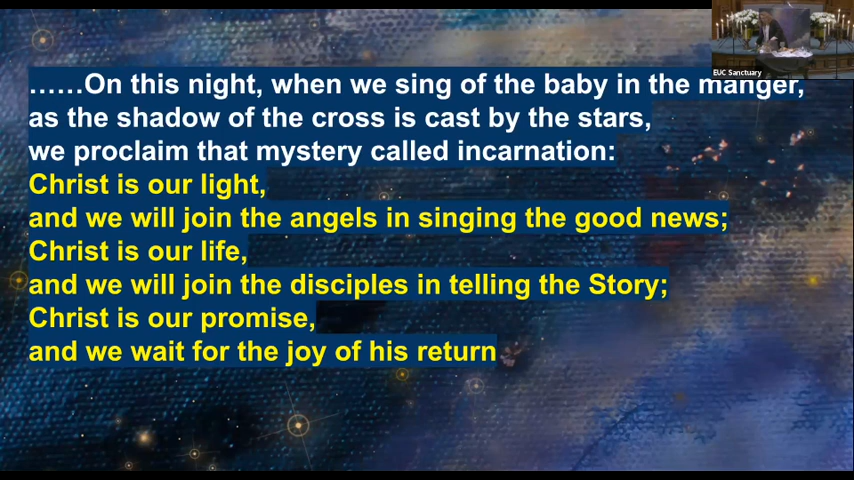 ......On this night, when we sing of the baby in the manger,
as the shadow of the cross is cast by the stars,
we proclaim that mystery called incarnation:
Christ is our light,
and we will join the angels in singing the good news;
Christ is our life,
and we will join the disciples in telling the Story;
Christ is our promise,
and we wait for the joy of his return
EUC Sanctuary